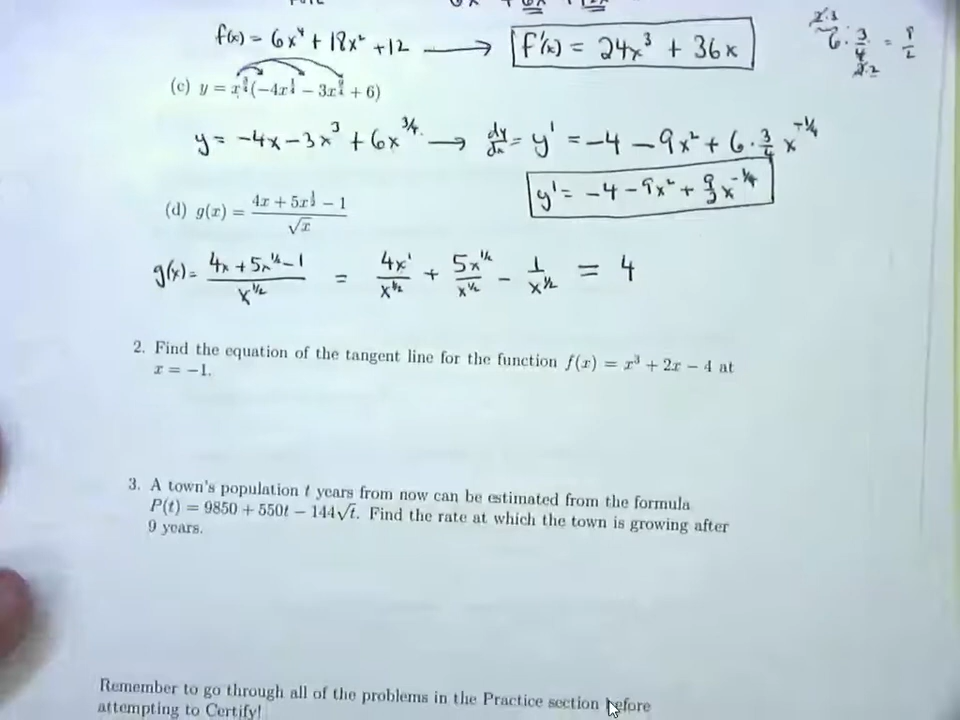 f(x) = 6x⁴ + 18x² + 12 ⟶ f'(x) = 24x³ + 36x
6 · 3/4 = 9/2
2·2
(c) y = x^(3/4)(−4x^(1/4) − 3x^(9/4) + 6)
y = −4x − 3x³ + 6x^(3/4) ⟶ dy/dx = y' = −4 − 9x² + 6 · 3/4 x^(−1/4)
y' = −4 − 9x² + 9/2 x^(−1/4)
(d) g(x) = (4x + 5x^(1/2) − 1)/√x
g(x) = (4x + 5x^(1/2) − 1)/x^(1/2) = 4x¹/x^(1/2) + 5x^(1/2)/x^(1/2) − 1/x^(1/2) = 4
2. Find the equation of the tangent line for the function f(x) = x³ + 2x − 4 at
x = −1.
3. A town's population t years from now can be estimated from the formula
P(t) = 9850 + 550t − 144√t. Find the rate at which the town is growing after
9 years.
Remember to go through all of the problems in the Practice section before
attempting to Certify!